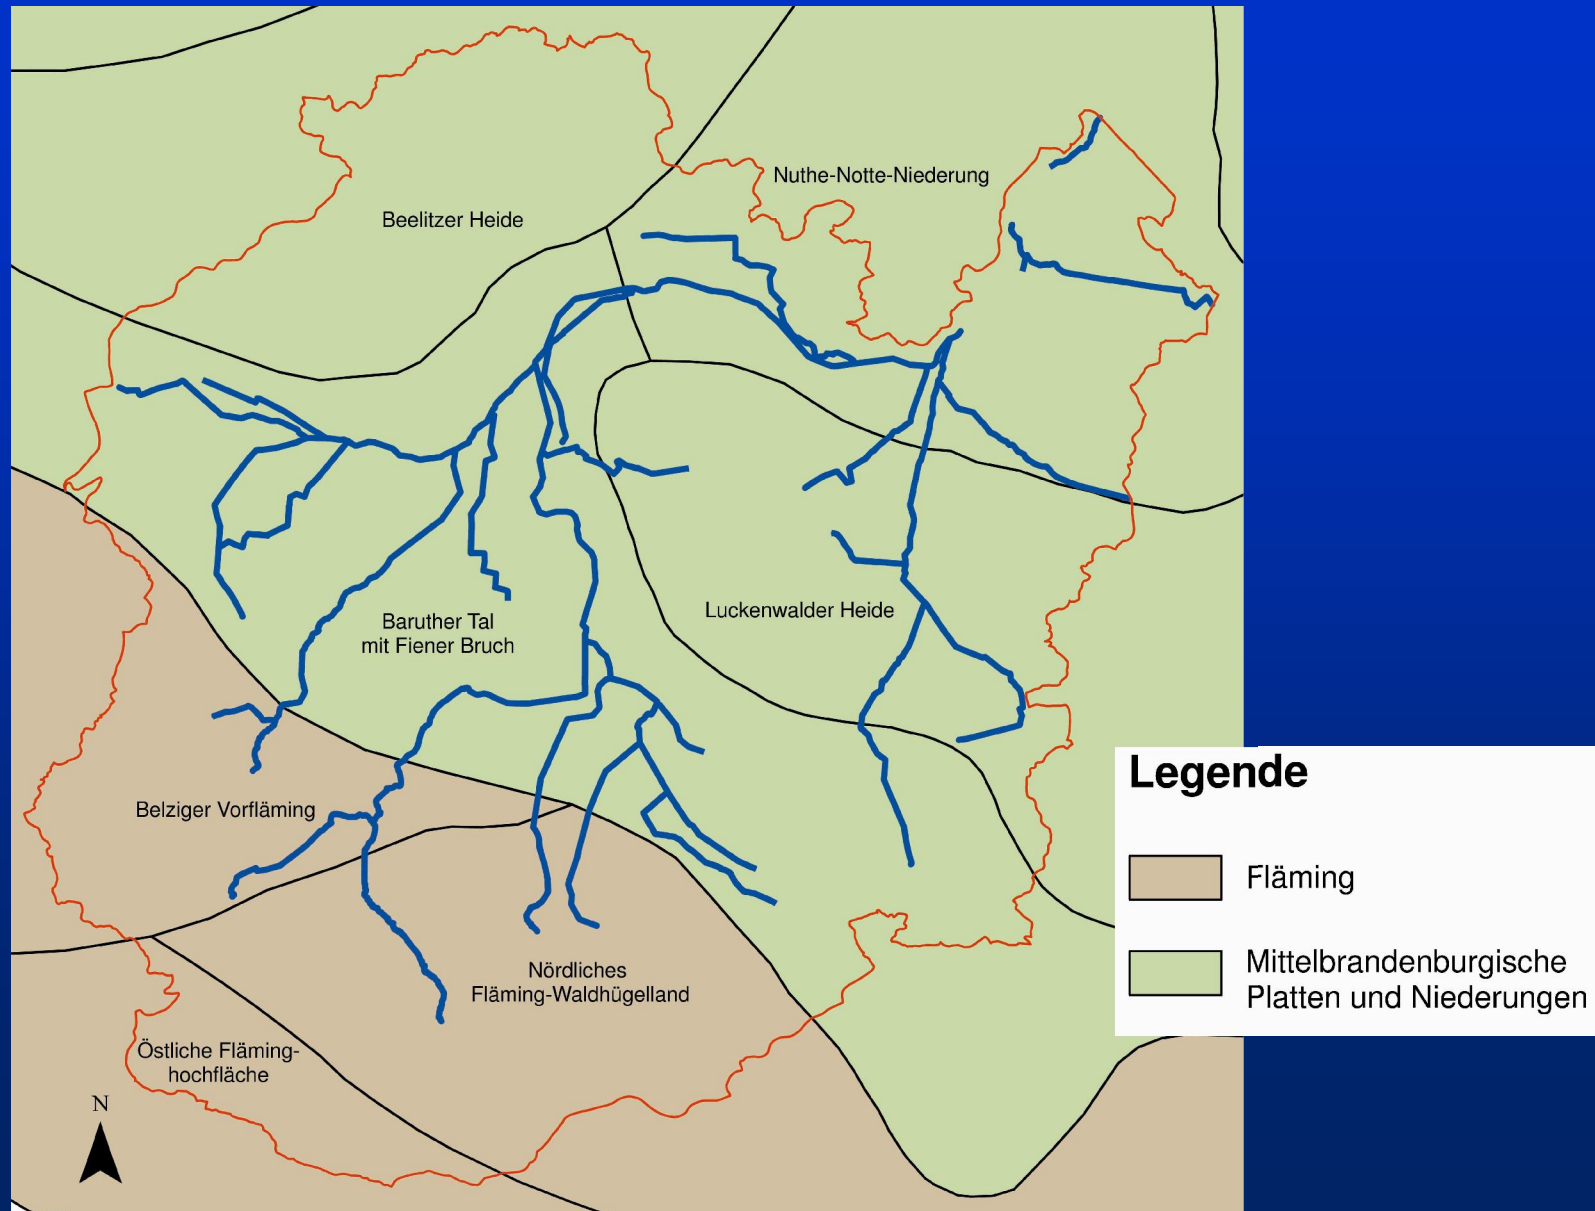 Nuthe-Notte-Niederung
Beelitzer Heide
Luckenwalder Heide
Baruther Tal
mit Fiener Bruch
Belziger Vorfläming
Nördliches
Fläming-Waldhügelland
Östliche Fläming-
hochfläche
N
Legende
Fläming
Mittelbrandenburgische
Platten und Niederungen